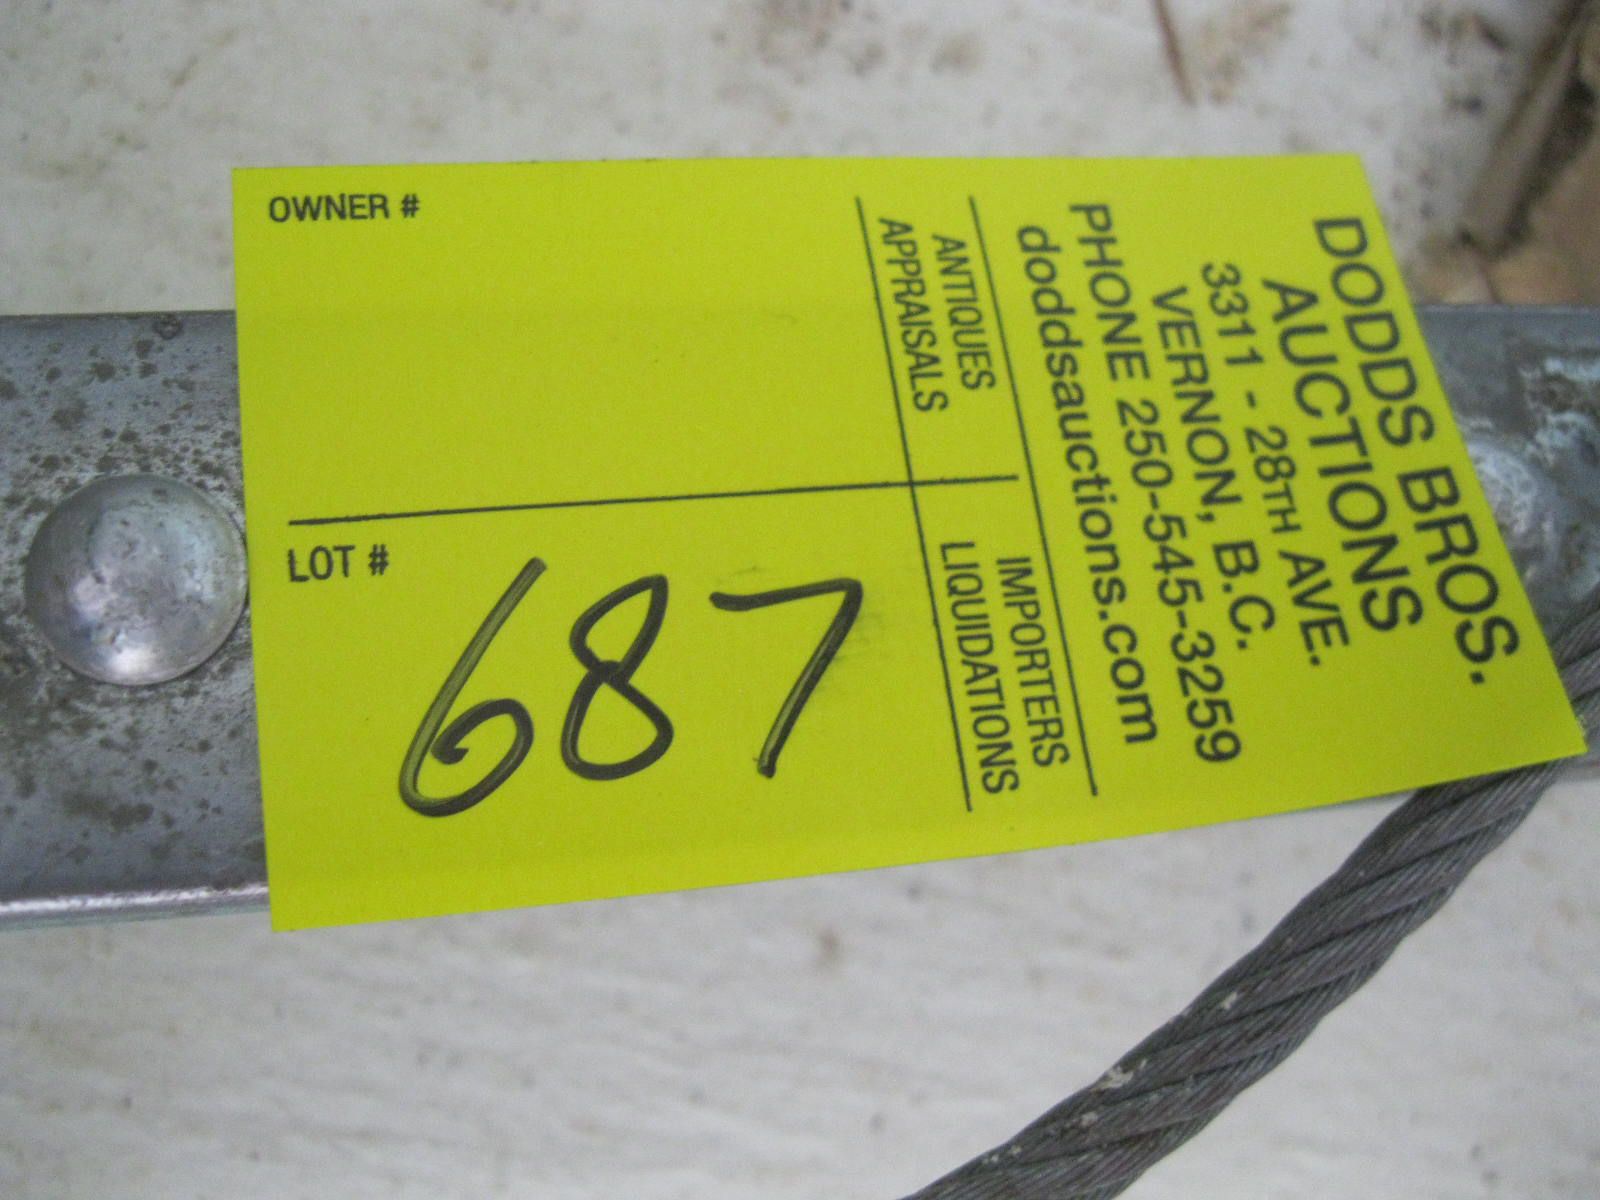 DODDS BROS.
AUCTIONS
3311 - 28TH AVE.
VERNON, B.C.
PHONE 250-545-3259
doddsauctions.com
ANTIQUES
APPRAISALS
IMPORTERS
LIQUIDATIONS
OWNER #
LOT #
687